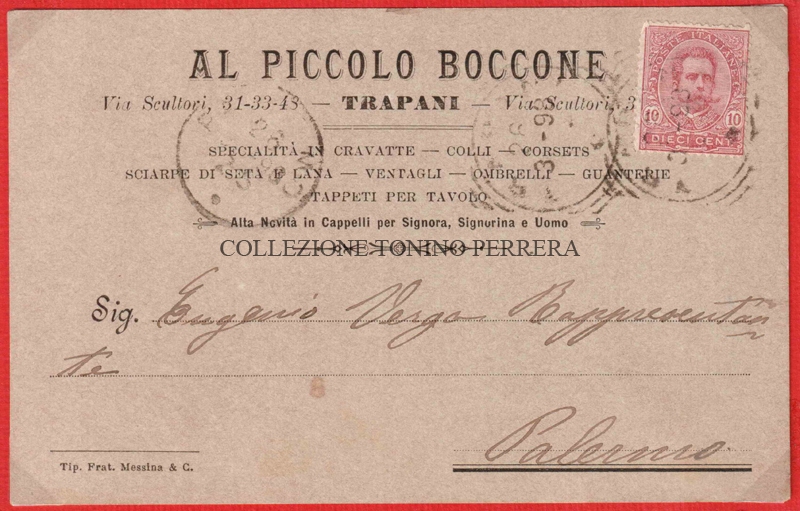 AL PICCOLO BOCCONE
POSTE ITALIANE
Via Scultori, 31-33-43 — TRAPANI — Via Scultori, 3
10 10
DIECI CENT
SPECIALITÀ IN CRAVATTE — COLLI — CORSETS
SCIARPE DI SETA E LANA — VENTAGLI — OMBRELLI — GUANTERIE
TAPPETI PER TAVOLO
Alta Novità in Cappelli per Signora, Signorina e Uomo
COLLEZIONE TONINO PERRERA
Sig. Eugenio Verga Rappresentan
te
Palermo
Tip. Frat. Messina & C.